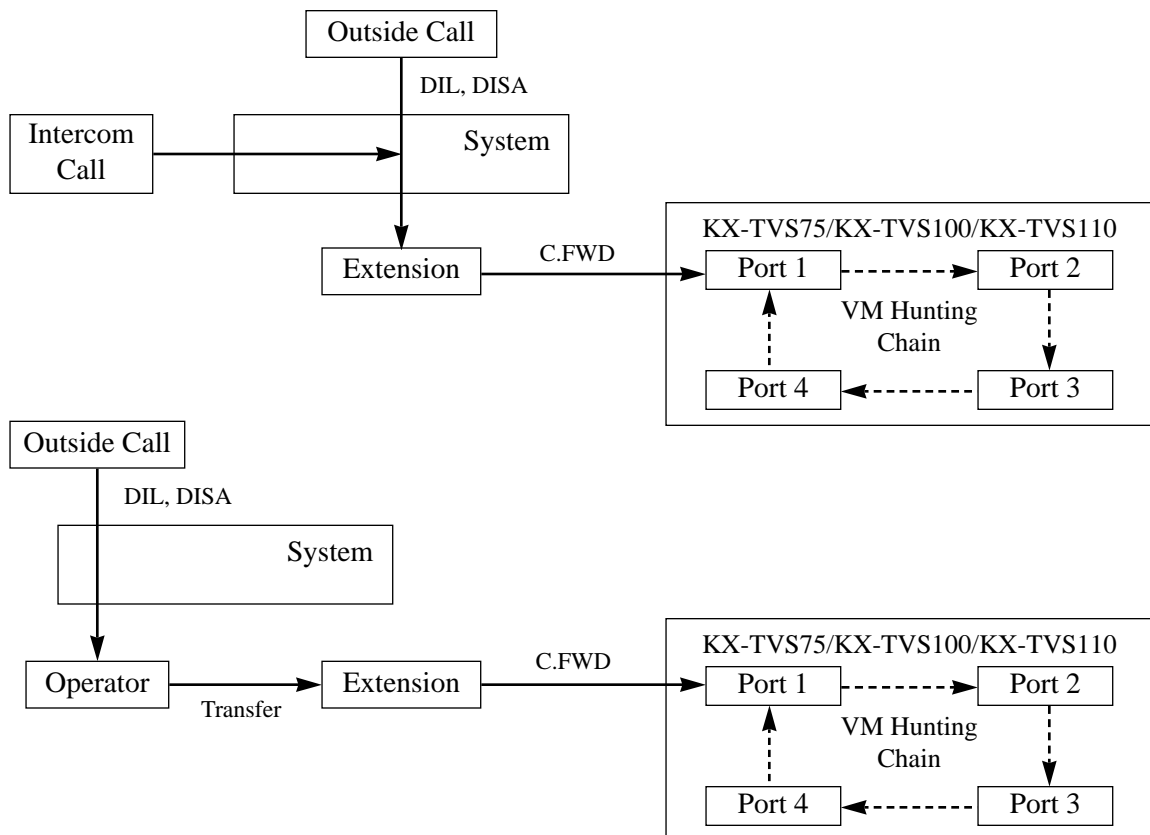 Outside Call
DIL, DISA
Intercom
Call
System
Extension
C.FWD
KX-TVS75/KX-TVS100/KX-TVS110
Port 1
Port 2
VM Hunting
Chain
Port 4
Port 3
Outside Call
DIL, DISA
System
Operator
Transfer
Extension
C.FWD
KX-TVS75/KX-TVS100/KX-TVS110
Port 1
Port 2
VM Hunting
Chain
Port 4
Port 3